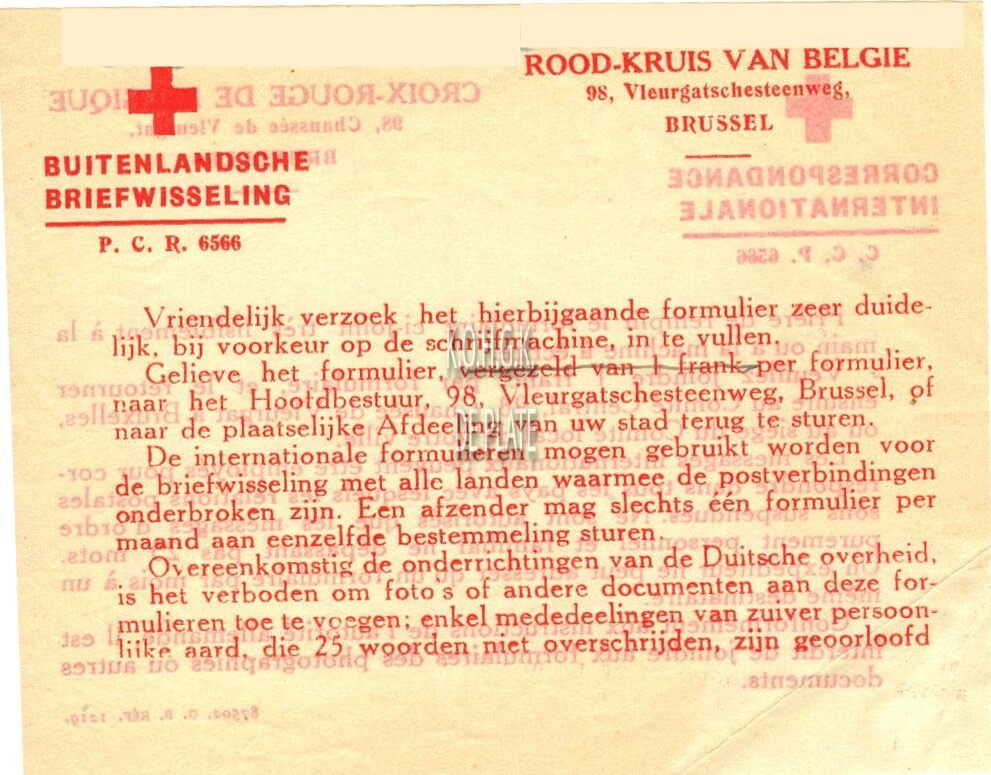 ROOD-KRUIS VAN BELGIE
98, Vleurgatschesteenweg,
BRUSSEL
BUITENLANDSCHE
BRIEFWISSELING
P. C. R. 6566
Vriendelijk verzoek het hierbijgaande formulier zeer duide-
lijk, bij voorkeur op de schrijfmachine, in te vullen.
Gelieve het formulier, vergezeld van 1 frank per formulier,
naar het Hoofdbestuur, 98, Vleurgatschesteenweg, Brussel, of
naar de plaatselijke Afdeeling van uw stad terug te sturen.
De internationale formulieren mogen gebruikt worden voor
de briefwisseling met alle landen waarmee de postverbindingen
onderbroken zijn. Een afzender mag slechts één formulier per
maand aan eenzelfde bestemmeling sturen.
Overeenkomstig de onderrichtingen van de Duitsche overheid,
is het verboden om foto s of andere documenten aan deze for-
mulieren toe te voegen; enkel mededeelingen van zuiver persoon-
lijke aard, die 25 woorden niet overschrijden, zijn geoorloofd
KOHGK
DE PLATE